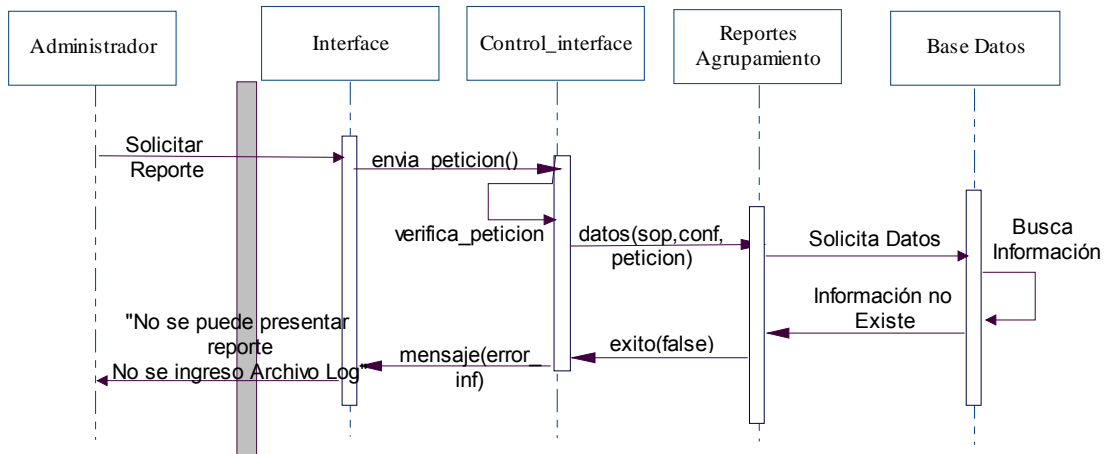 Administrador
Interface
Control_interface
Reportes
Agrupamiento
Base Datos
Solicitar
Reporte
envia_peticion()
verifica_peticion
datos(sop,conf,
peticion)
Solicita Datos
Busca
Información
Información no
Existe
exito(false)
mensaje(error_
inf)
"No se puede presentar
reporte
No se ingreso Archivo Log"